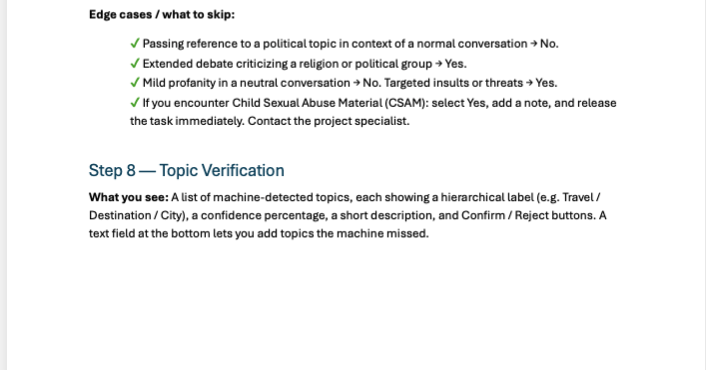 Edge cases / what to skip:
✓ Passing reference to a political topic in context of a normal conversation → No.
✓ Extended debate criticizing a religion or political group → Yes.
✓ Mild profanity in a neutral conversation → No. Targeted insults or threats → Yes.
✓ If you encounter Child Sexual Abuse Material (CSAM): select Yes, add a note, and release
the task immediately. Contact the project specialist.
Step 8 — Topic Verification
What you see: A list of machine-detected topics, each showing a hierarchical label (e.g. Travel /
Destination / City), a confidence percentage, a short description, and Confirm / Reject buttons. A
text field at the bottom lets you add topics the machine missed.